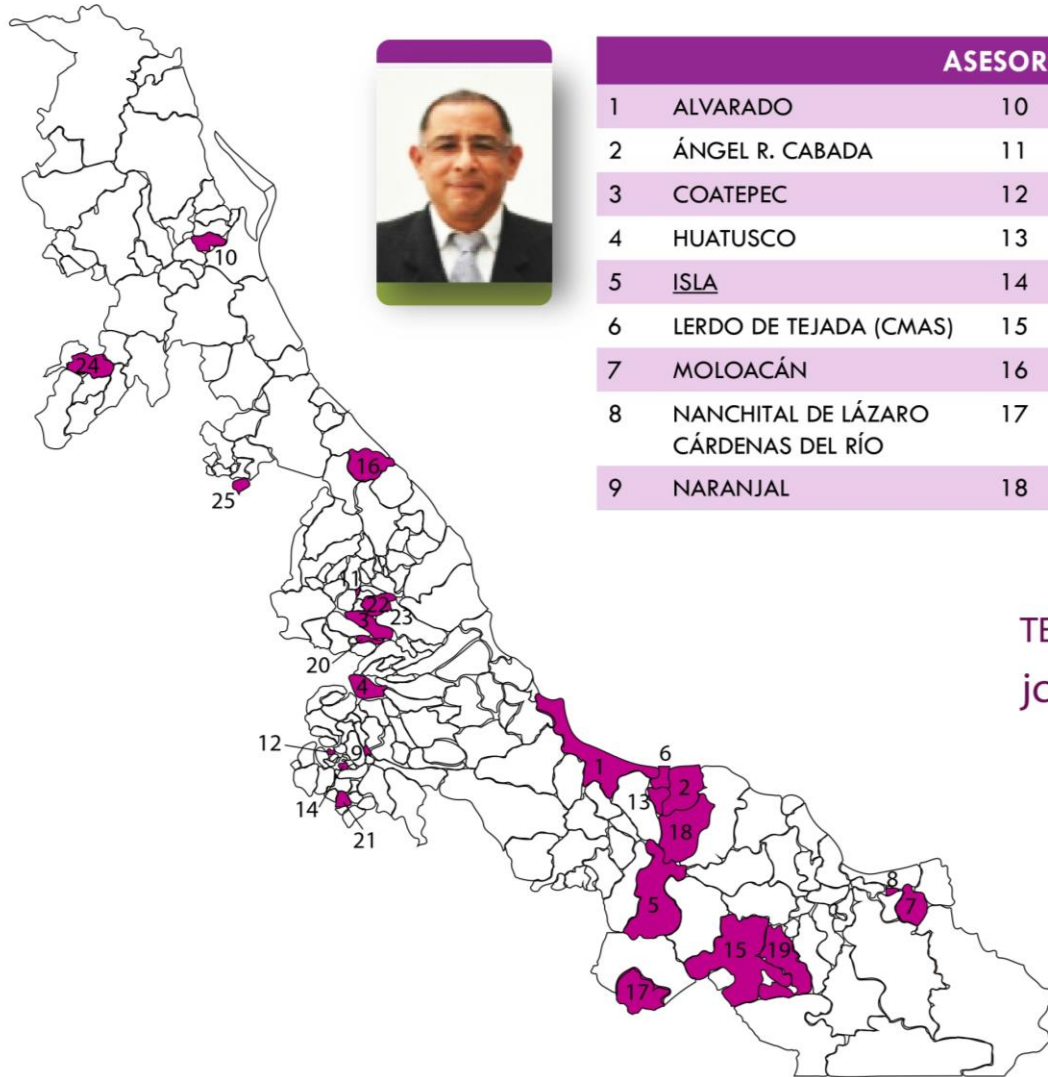 ASESOR
1 ALVARADO 10
2 ÁNGEL R. CABADA 11
3 COATEPEC 12
4 HUATUSCO 13
5 ISLA 14
6 LERDO DE TEJADA (CMAS) 15
7 MOLOACÁN 16
8 NANCHITAL DE LÁZARO 17
CÁRDENAS DEL RÍO
9 NARANJAL 18
10
24
16
25
1
22
3
23
20
4
12
9
14
21
6
1
2
13
18
8
7
5
15
19
17